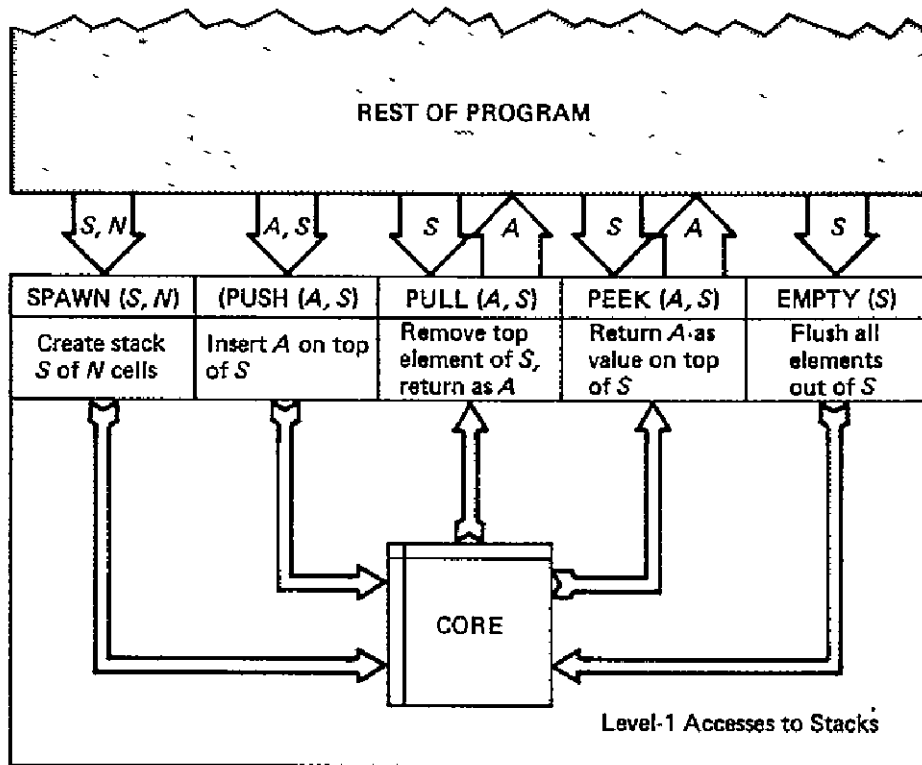 REST OF PROGRAM
S, N
A, S
S
A
S
A
S
SPAWN (S, N)
(PUSH (A, S)
PULL (A, S)
PEEK (A, S)
EMPTY (S)
Create stack
S of N cells
Insert A on top
of S
Remove top
element of S,
return as A
Return A as
value on top
of S
Flush all
elements
out of S
CORE
Level-1 Accesses to Stacks